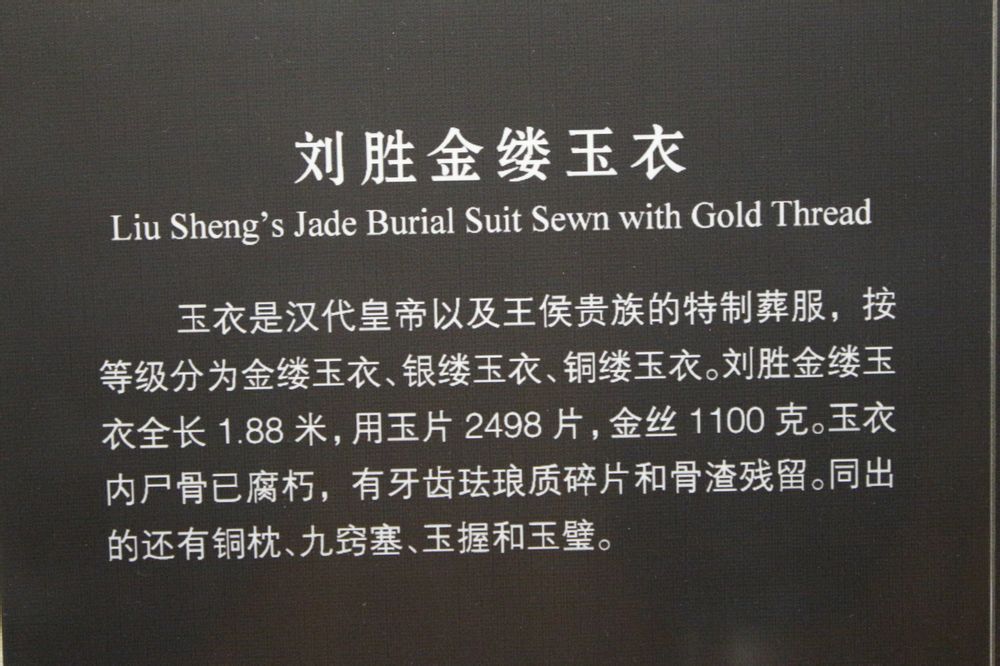 刘胜金缕玉衣
Liu Sheng's Jade Burial Suit Sewn with Gold Thread
玉衣是汉代皇帝以及王侯贵族的特制葬服，按
等级分为金缕玉衣、银缕玉衣、铜缕玉衣。刘胜金缕玉
衣全长 1.88 米，用玉片 2498 片，金丝 1100 克。玉衣
内尸骨已腐朽，有牙齿珐琅质碎片和骨渣残留。同出
的还有铜枕、九窍塞、玉握和玉璧。